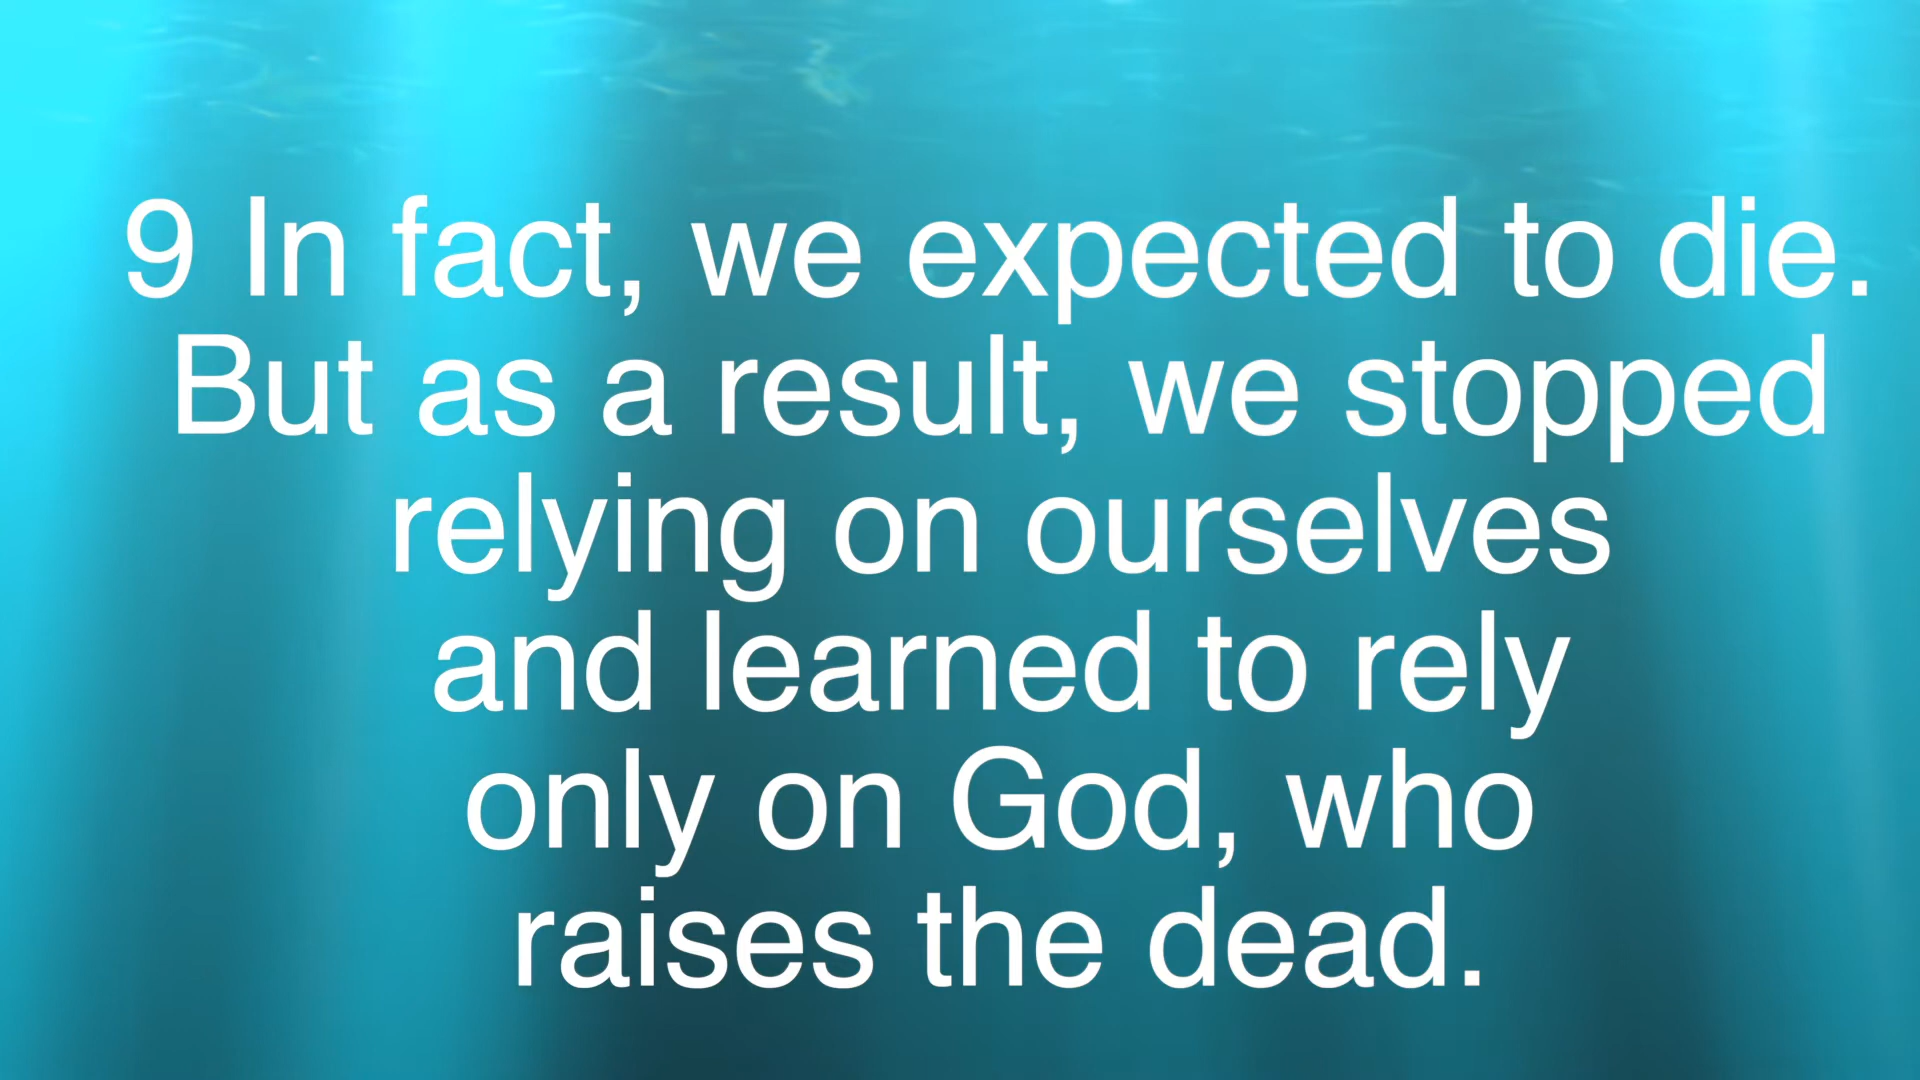 9 In fact, we expected to die.
But as a result, we stopped
relying on ourselves
and learned to rely
only on God, who
raises the dead.